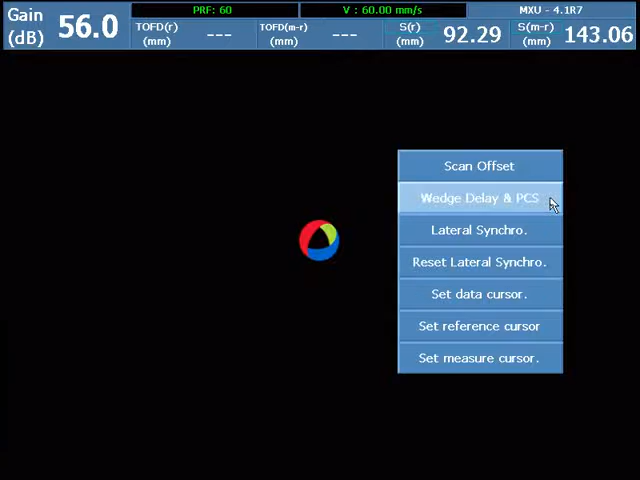 Gain
(dB)
56.0
PRF: 60
V : 60.00 mm/s
MXU - 4.1R7
TOFD(r)
(mm)
---
TOFD(m-r)
(mm)
---
S(r)
(mm)
92.29
S(m-r)
(mm)
143.06
Scan Offset
Wedge Delay & PCS
Lateral Synchro.
Reset Lateral Synchro.
Set data cursor.
Set reference cursor
Set measure cursor.